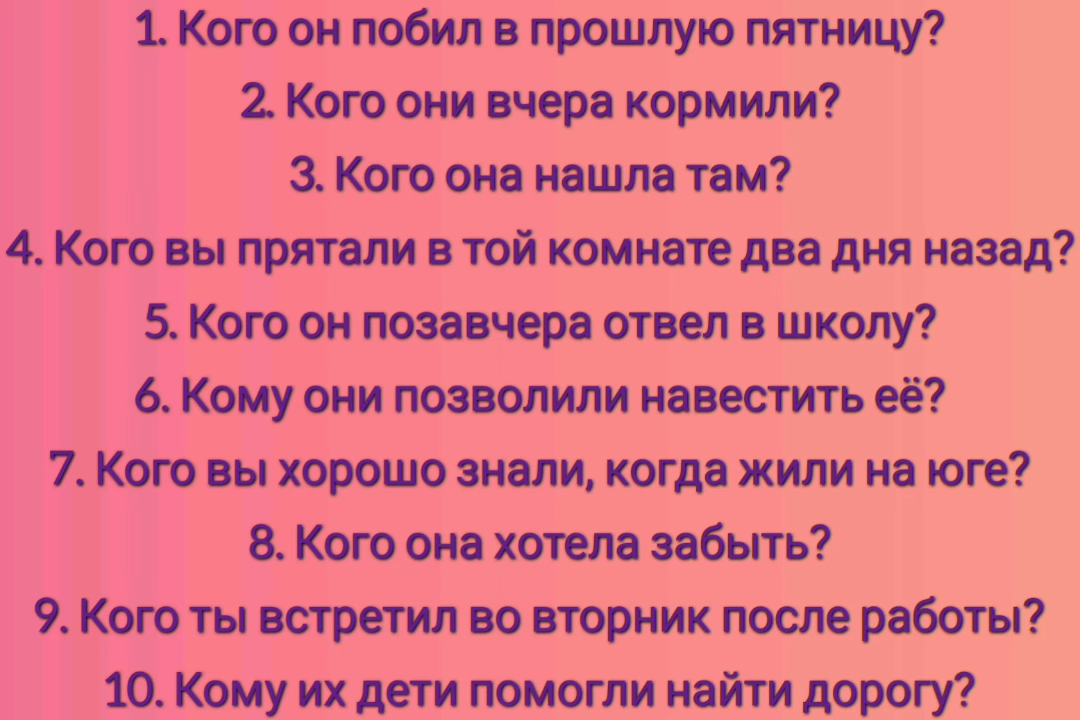 1. Кого он побил в прошлую пятницу?
2. Кого они вчера кормили?
3. Кого она нашла там?
4. Кого вы прятали в той комнате два дня назад?
5. Кого он позавчера отвел в школу?
6. Кому они позволили навестить её?
7. Кого вы хорошо знали, когда жили на юге?
8. Кого она хотела забыть?
9. Кого ты встретил во вторник после работы?
10. Кому их дети помогли найти дорогу?